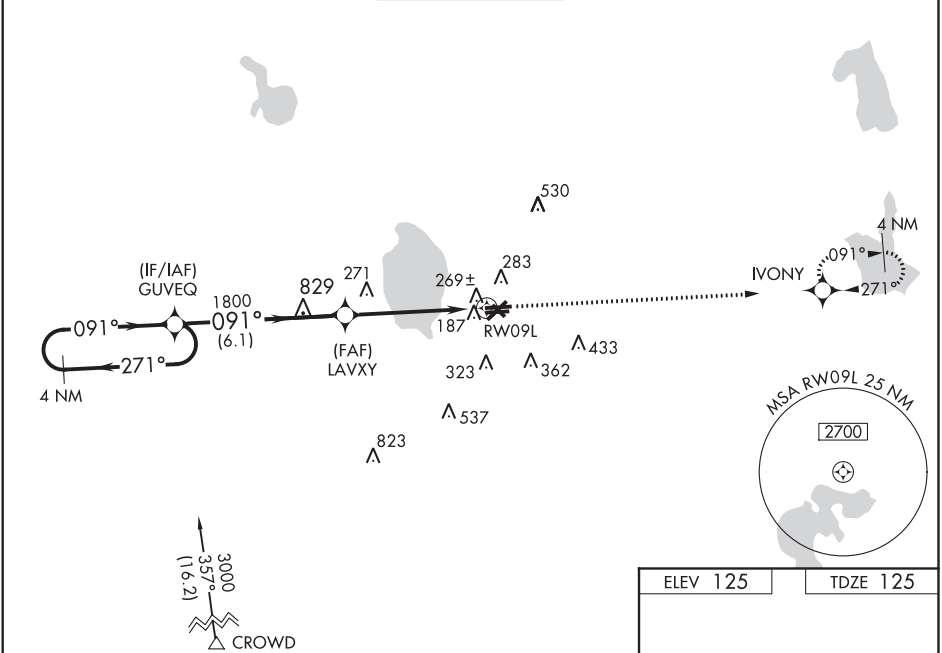 530
4 NM
091°
271°
IVONY
(IF/IAF)
GUVEQ
1800
091°
(6.1)
829
271
269±
283
187
RW09L
091°
271°
4 NM
(FAF)
LAVXY
323
362
433
537
823
MSA RW09L 25 NM
2700
3000
357°
(16.2)
CROWD
ELEV 125
TDZE 125